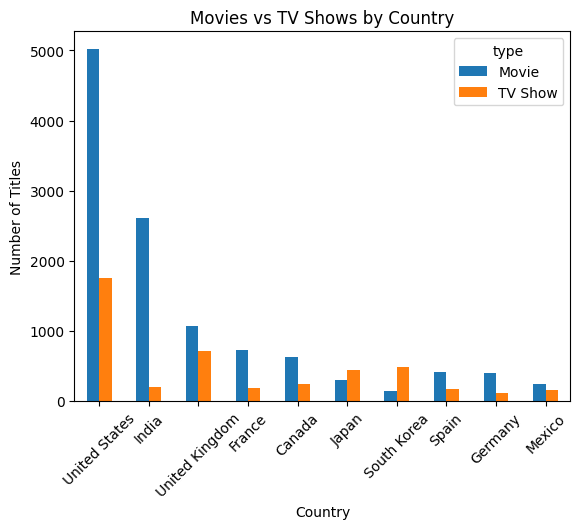 Movies vs TV Shows by Country
type
Movie
TV Show
Number of Titles
5000
4000
3000
2000
1000
0
United States
India
United Kingdom
France
Canada
Japan
South Korea
Spain
Germany
Mexico
Country